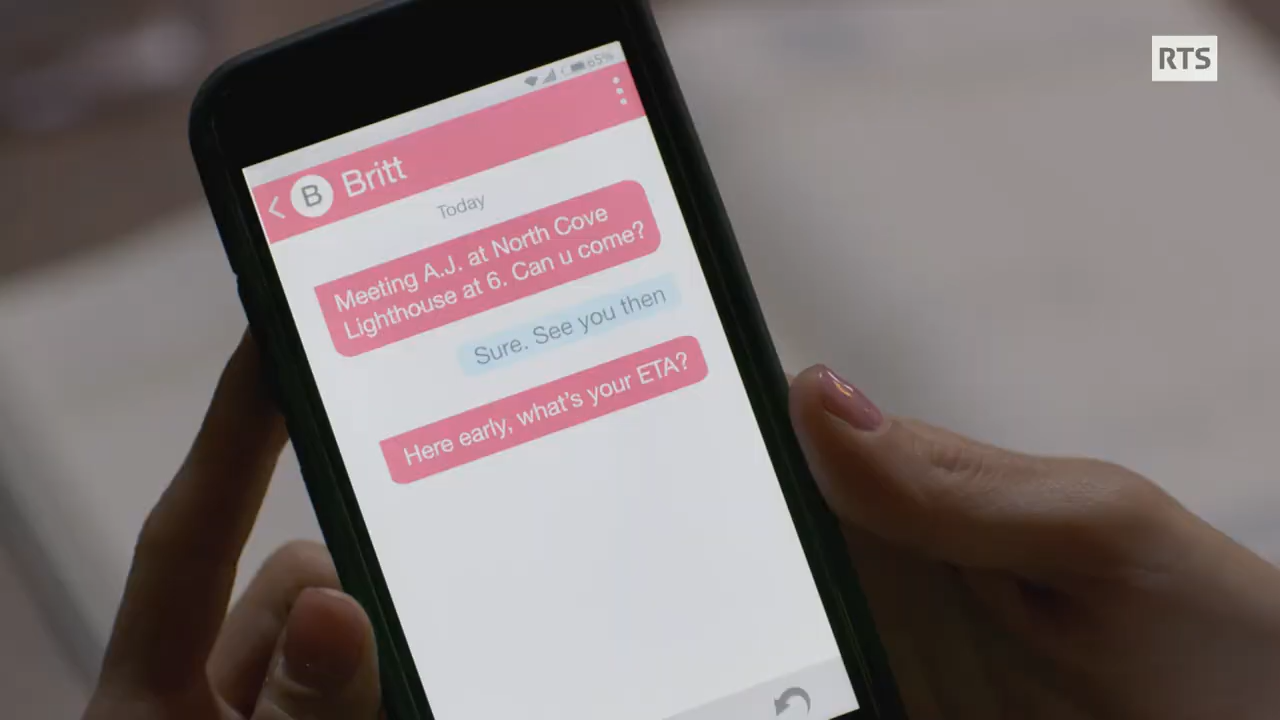 RTS
65%
B Britt
Today
Meeting A.J. at North Cove
Lighthouse at 6. Can u come?
Sure. See you then
Here early, what's your ETA?